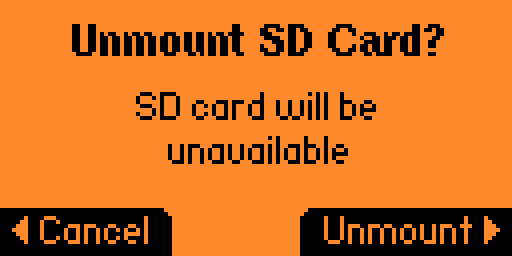 Unmount SD Card?
SD card will be
unavailable
Cancel
Unmount